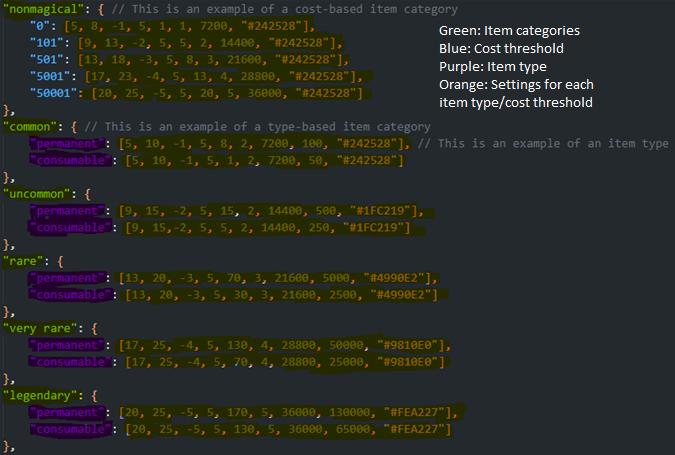 "nonmagical": { // This is an example of a cost-based item category
"0": [5, 8, -1, 5, 1, 1, 7200, "#242528"],
"101": [9, 13, -2, 5, 5, 2, 14400, "#242528"],
"501": [13, 18, -3, 5, 8, 3, 21600, "#242528"],
"5001": [17, 23, -4, 5, 13, 4, 28800, "#242528"],
"50001": [20, 25, -5, 5, 20, 5, 36000, "#242528"]
},
"common": { // This is an example of a type-based item category
"permanent": [5, 10, -1, 5, 8, 2, 7200, 100, "#242528"], // This is an example of an item type
"consumable": [5, 10, -1, 5, 1, 2, 7200, 50, "#242528"]
},
"uncommon": {
"permanent": [9, 15, -2, 5, 15, 2, 14400, 500, "#1FC219"],
"consumable": [9, 15,-2, 5, 5, 2, 14400, 250, "#1FC219"]
},
"rare": {
"permanent": [13, 20, -3, 5, 70, 3, 21600, 5000, "#4990E2"],
"consumable": [13, 20, -3, 5, 30, 3, 21600, 2500, "#4990E2"]
},
"very rare": {
"permanent": [17, 25, -4, 5, 130, 4, 28800, 50000, "#9810E0"],
"consumable": [17, 25, -4, 5, 70, 4, 28800, 25000, "#9810E0"]
},
"legendary": {
"permanent": [20, 25, -5, 5, 170, 5, 36000, 130000, "#FEA227"],
"consumable": [20, 25, -5, 5, 130, 5, 36000, 65000, "#FEA227"]
},
Green: Item categories
Blue: Cost threshold
Purple: Item type
Orange: Settings for each
item type/cost threshold